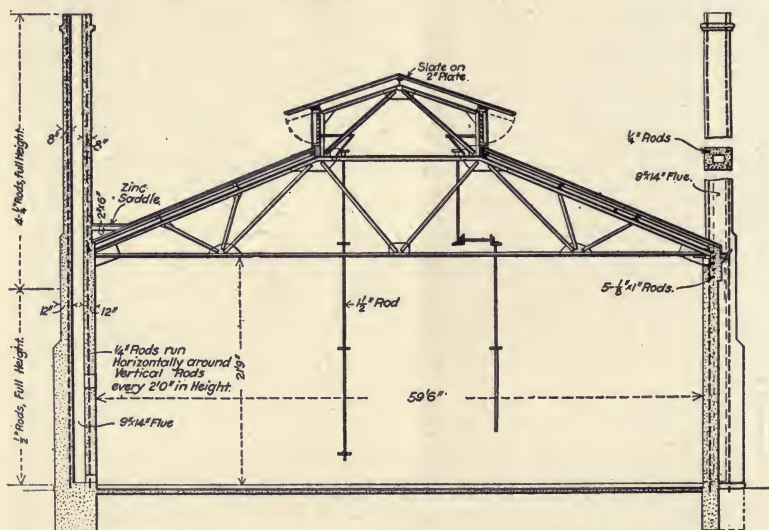 Slate on
2" Plate.
8"
8"
1/4" Rods
9"x14" Flue.
4-1/4" Rods, Full Height.
Zinc
Saddle
2"x6"
5-1/8"x1" Rods.
12"
12"
1 1/2" Rod
1/4" Rods run
Horizontally around
Vertical Rods
every 2'0" in Height.
21'9"
59'6"
1/2" Rods, Full Height.
9"x14" Flue